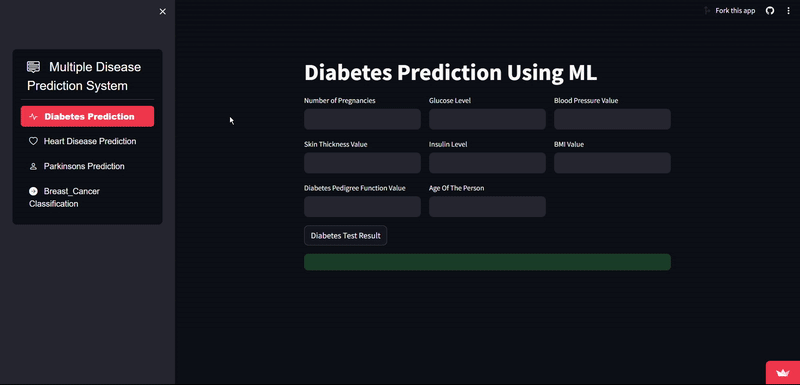 Fork this app
Multiple Disease
Prediction System
Diabetes Prediction
Heart Disease Prediction
Parkinsons Prediction
Breast_Cancer
Classification
Diabetes Prediction Using ML
Number of Pregnancies
Glucose Level
Blood Pressure Value
Skin Thickness Value
Insulin Level
BMI Value
Diabetes Pedigree Function Value
Age Of The Person
Diabetes Test Result